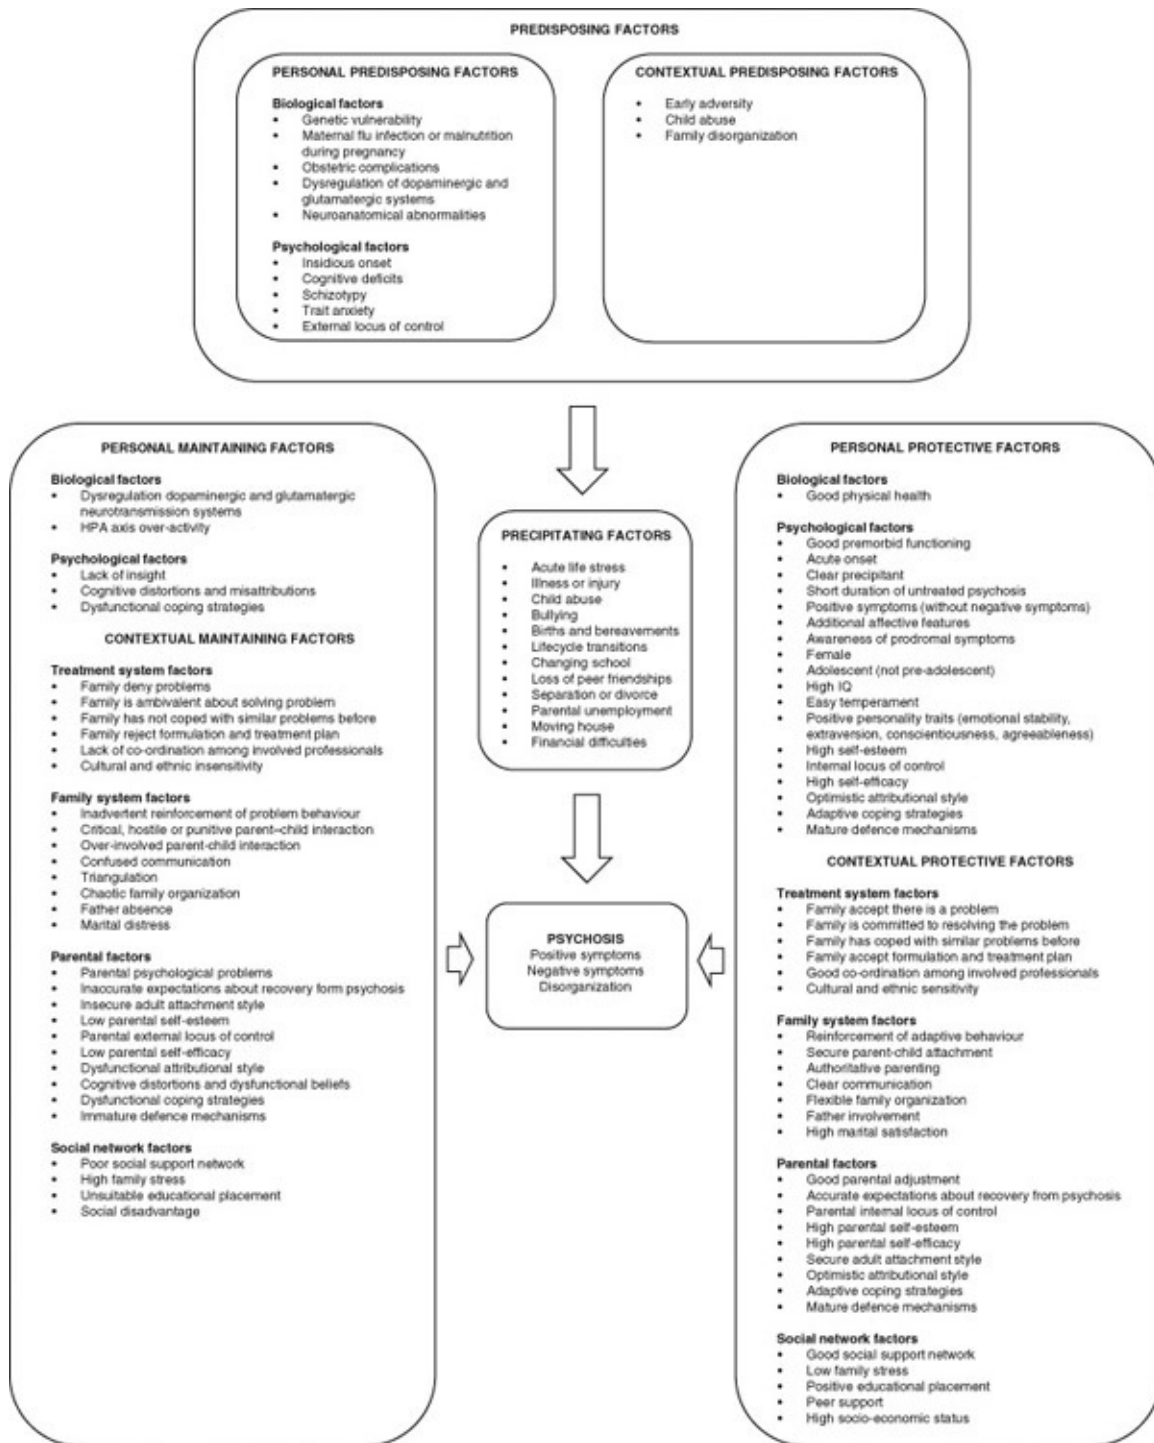 PREDISPOSING FACTORS
PERSONAL PREDISPOSING FACTORS
Biological factors
• Genetic vulnerability
• Maternal flu infection or malnutrition
during pregnancy
• Obstetric complications
• Dysregulation of dopaminergic and
glutamatergic systems
• Neuroanatomical abnormalities
Psychological factors
• Insidious onset
• Cognitive deficits
• Schizotypy
• Trait anxiety
• External locus of control
CONTEXTUAL PREDISPOSING FACTORS
• Early adversity
• Child abuse
• Family disorganization
PERSONAL MAINTAINING FACTORS
Biological factors
• Dysregulation dopaminergic and glutamatergic
neurotransmission systems
• HPA axis over-activity
Psychological factors
• Lack of insight
• Cognitive distortions and misattributions
• Dysfunctional coping strategies
CONTEXTUAL MAINTAINING FACTORS
Treatment system factors
• Family deny problems
• Family is ambivalent about solving problem
• Family has not coped with similar problems before
• Family reject formulation and treatment plan
• Lack of co-ordination among involved professionals
• Cultural and ethnic insensitivity
Family system factors
• Inadvertent reinforcement of problem behaviour
• Critical, hostile or punitive parent–child interaction
• Over-involved parent-child interaction
• Confused communication
• Triangulation
• Chaotic family organization
• Father absence
• Marital distress
Parental factors
• Parental psychological problems
• Inaccurate expectations about recovery form psychosis
• Insecure adult attachment style
• Low parental self-esteem
• Parental external locus of control
• Low parental self-efficacy
• Dysfunctional attributional style
• Cognitive distortions and dysfunctional beliefs
• Dysfunctional coping strategies
• Immature defence mechanisms
Social network factors
• Poor social support network
• High family stress
• Unsuitable educational placement
• Social disadvantage
PRECIPITATING FACTORS
• Acute life stress
• Illness or injury
• Child abuse
• Bullying
• Births and bereavements
• Lifecycle transitions
• Changing school
• Loss of peer friendships
• Separation or divorce
• Parental unemployment
• Moving house
• Financial difficulties
PSYCHOSIS
Positive symptoms
Negative symptoms
Disorganization
PERSONAL PROTECTIVE FACTORS
Biological factors
• Good physical health
Psychological factors
• Good premorbid functioning
• Acute onset
• Clear precipitant
• Short duration of untreated psychosis
• Positive symptoms (without negative symptoms)
• Additional affective features
• Awareness of prodromal symptoms
• Female
• Adolescent (not pre-adolescent)
• High IQ
• Easy temperament
• Positive personality traits (emotional stability,
extraversion, conscientiousness, agreeableness)
• High self-esteem
• Internal locus of control
• High self-efficacy
• Optimistic attributional style
• Adaptive coping strategies
• Mature defence mechanisms
CONTEXTUAL PROTECTIVE FACTORS
Treatment system factors
• Family accept there is a problem
• Family is committed to resolving the problem
• Family has coped with similar problems before
• Family accept formulation and treatment plan
• Good co-ordination among involved professionals
• Cultural and ethnic sensitivity
Family system factors
• Reinforcement of adaptive behaviour
• Secure parent-child attachment
• Authoritative parenting
• Clear communication
• Flexible family organization
• Father involvement
• High marital satisfaction
Parental factors
• Good parental adjustment
• Accurate expectations about recovery from psychosis
• Parental internal locus of control
• High parental self-esteem
• High parental self-efficacy
• Secure adult attachment style
• Optimistic attributional style
• Adaptive coping strategies
• Mature defence mechanisms
Social network factors
• Good social support network
• Low family stress
• Positive educational placement
• Peer support
• High socio-economic status